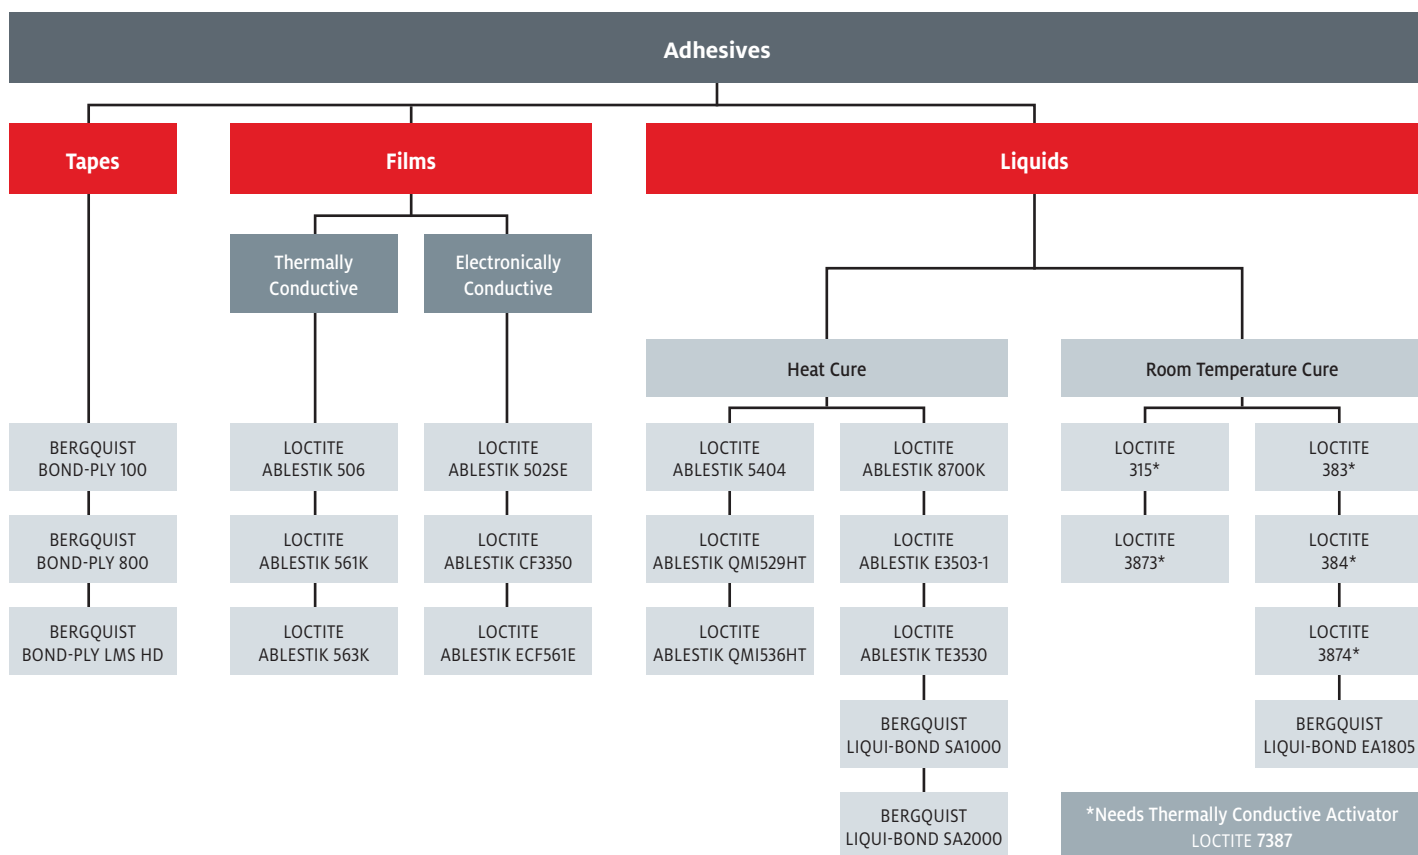 Adhesives
Tapes
Films
Liquids
Thermally
Conductive
Electronically
Conductive
Heat Cure
Room Temperature Cure
BERGQUIST
BOND-PLY 100
BERGQUIST
BOND-PLY 800
BERGQUIST
BOND-PLY LMS HD
LOCTITE
ABLESTIK 506
LOCTITE
ABLESTIK 561K
LOCTITE
ABLESTIK 563K
LOCTITE
ABLESTIK 502SE
LOCTITE
ABLESTIK CF3350
LOCTITE
ABLESTIK ECF561E
LOCTITE
ABLESTIK 5404
LOCTITE
ABLESTIK QMI529HT
LOCTITE
ABLESTIK QMI536HT
LOCTITE
ABLESTIK 8700K
LOCTITE
ABLESTIK E3503-1
LOCTITE
ABLESTIK TE3530
BERGQUIST
LIQUI-BOND SA1000
BERGQUIST
LIQUI-BOND SA2000
LOCTITE
315*
LOCTITE
3873*
LOCTITE
383*
LOCTITE
384*
LOCTITE
3874*
BERGQUIST
LIQUI-BOND EA1805
*Needs Thermally Conductive Activator
LOCTITE 7387